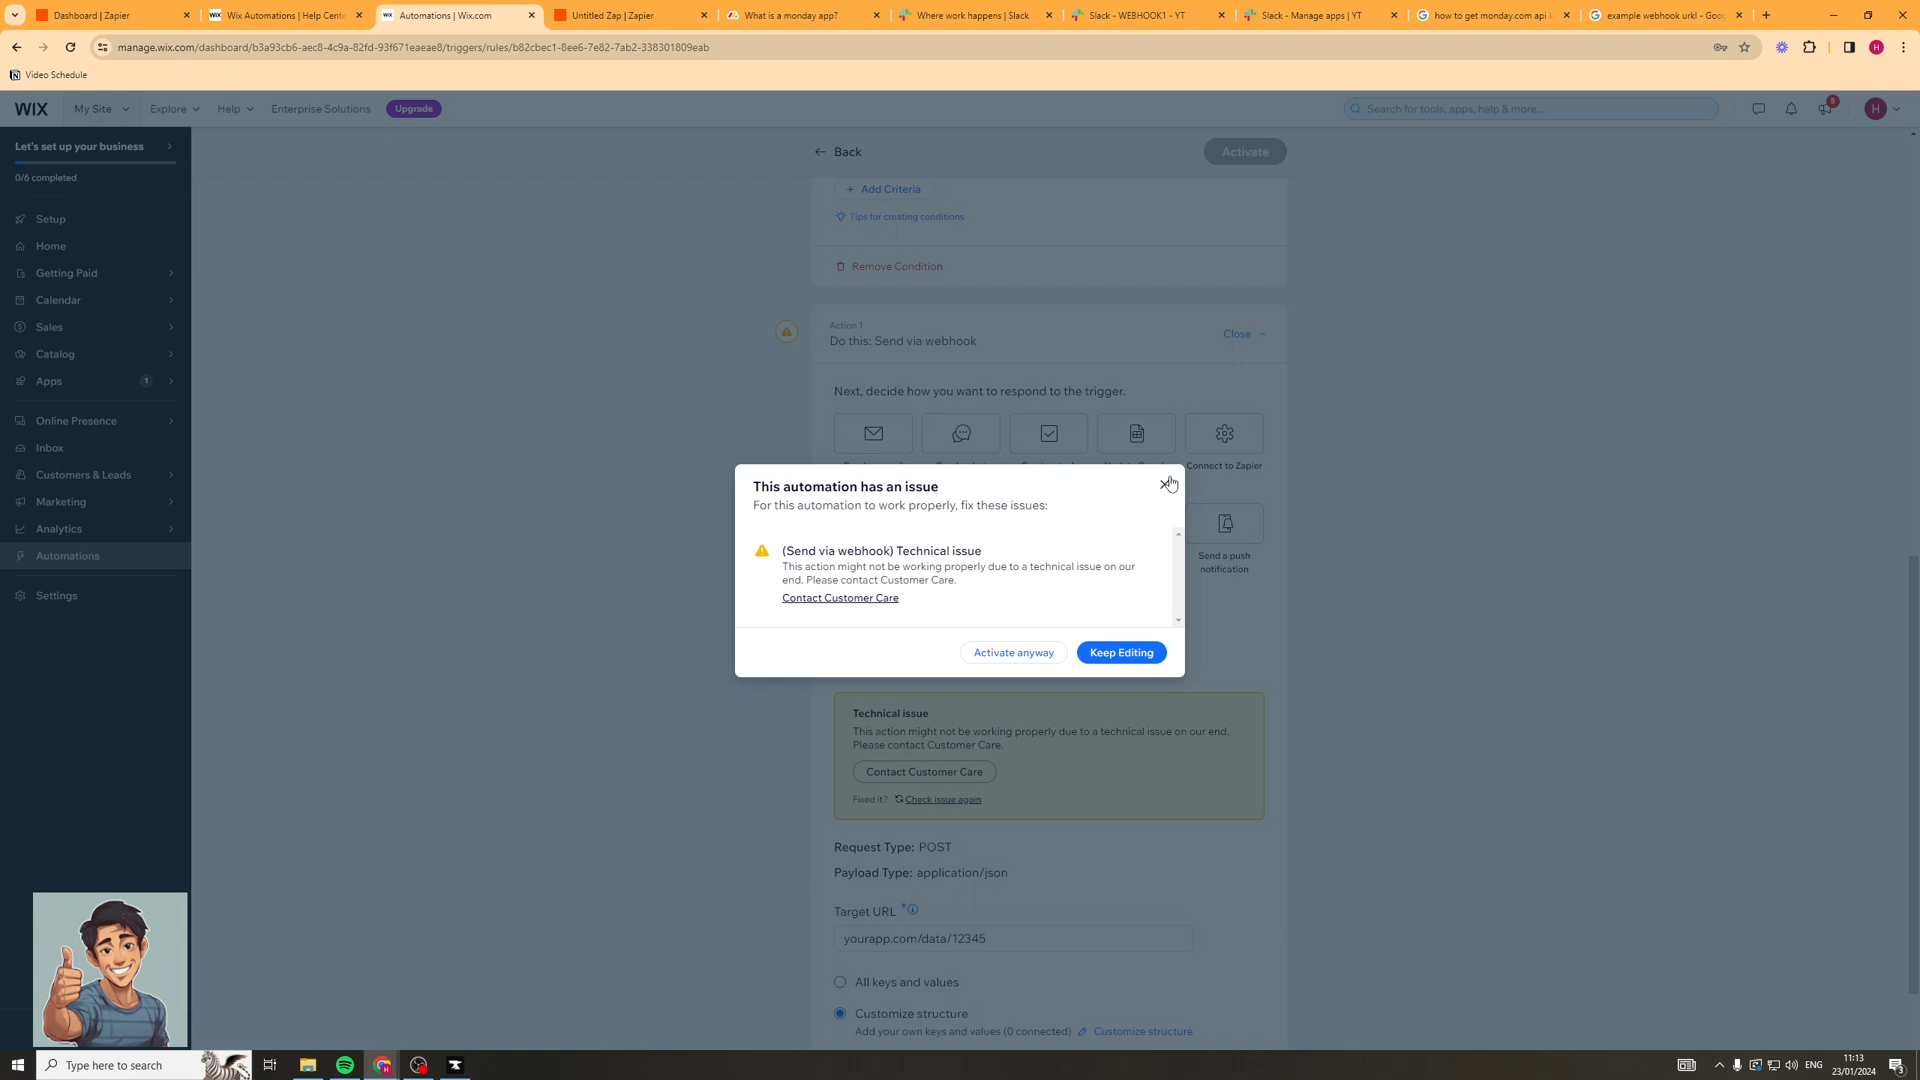 Dashboard | Zapier
Wix Automations | Help Cente
Automations | Wix.com
Untitled Zap | Zapier
What is a monday app?
Where work happens | Slack
Slack - WEBHOOK1 - YT
Slack - Manage apps | YT
how to get monday.com api k
example webhook urkl - Goo
manage.wix.com/dashboard/b3a93cb6-aec8-4c9a-82fd-93f671eaeae8/triggers/rules/b82cbec1-8ee6-7e82-7ab2-338301809eab
H
Video Schedule
WIX
My Site
Explore
Help
Enterprise Solutions
Upgrade
Search for tools, apps, help & more...
5
H
Let's set up your business
0/6 completed
Setup
Home
Getting Paid
Calendar
Sales
Catalog
Apps
1
Online Presence
Inbox
Customers & Leads
Marketing
Analytics
Automations
Settings
Back
Activate
+ Add Criteria
Tips for creating conditions
Remove Condition
Action 1
Do this: Send via webhook
Close
Next, decide how you want to respond to the trigger.
Connect to Zapier
Send a push
notification
This automation has an issue
For this automation to work properly, fix these issues:
(Send via webhook) Technical issue
This action might not be working properly due to a technical issue on our
end. Please contact Customer Care.
Contact Customer Care
Activate anyway
Keep Editing
Technical issue
This action might not be working properly due to a technical issue on our end.
Please contact Customer Care.
Contact Customer Care
Fixed it? Check issue again
Request Type: POST
Payload Type: application/json
Target URL *
yourapp.com/data/12345
All keys and values
Customize structure
Add your own keys and values (0 connected) Customize structure
Type here to search
ENG
11:13
23/01/2024
3